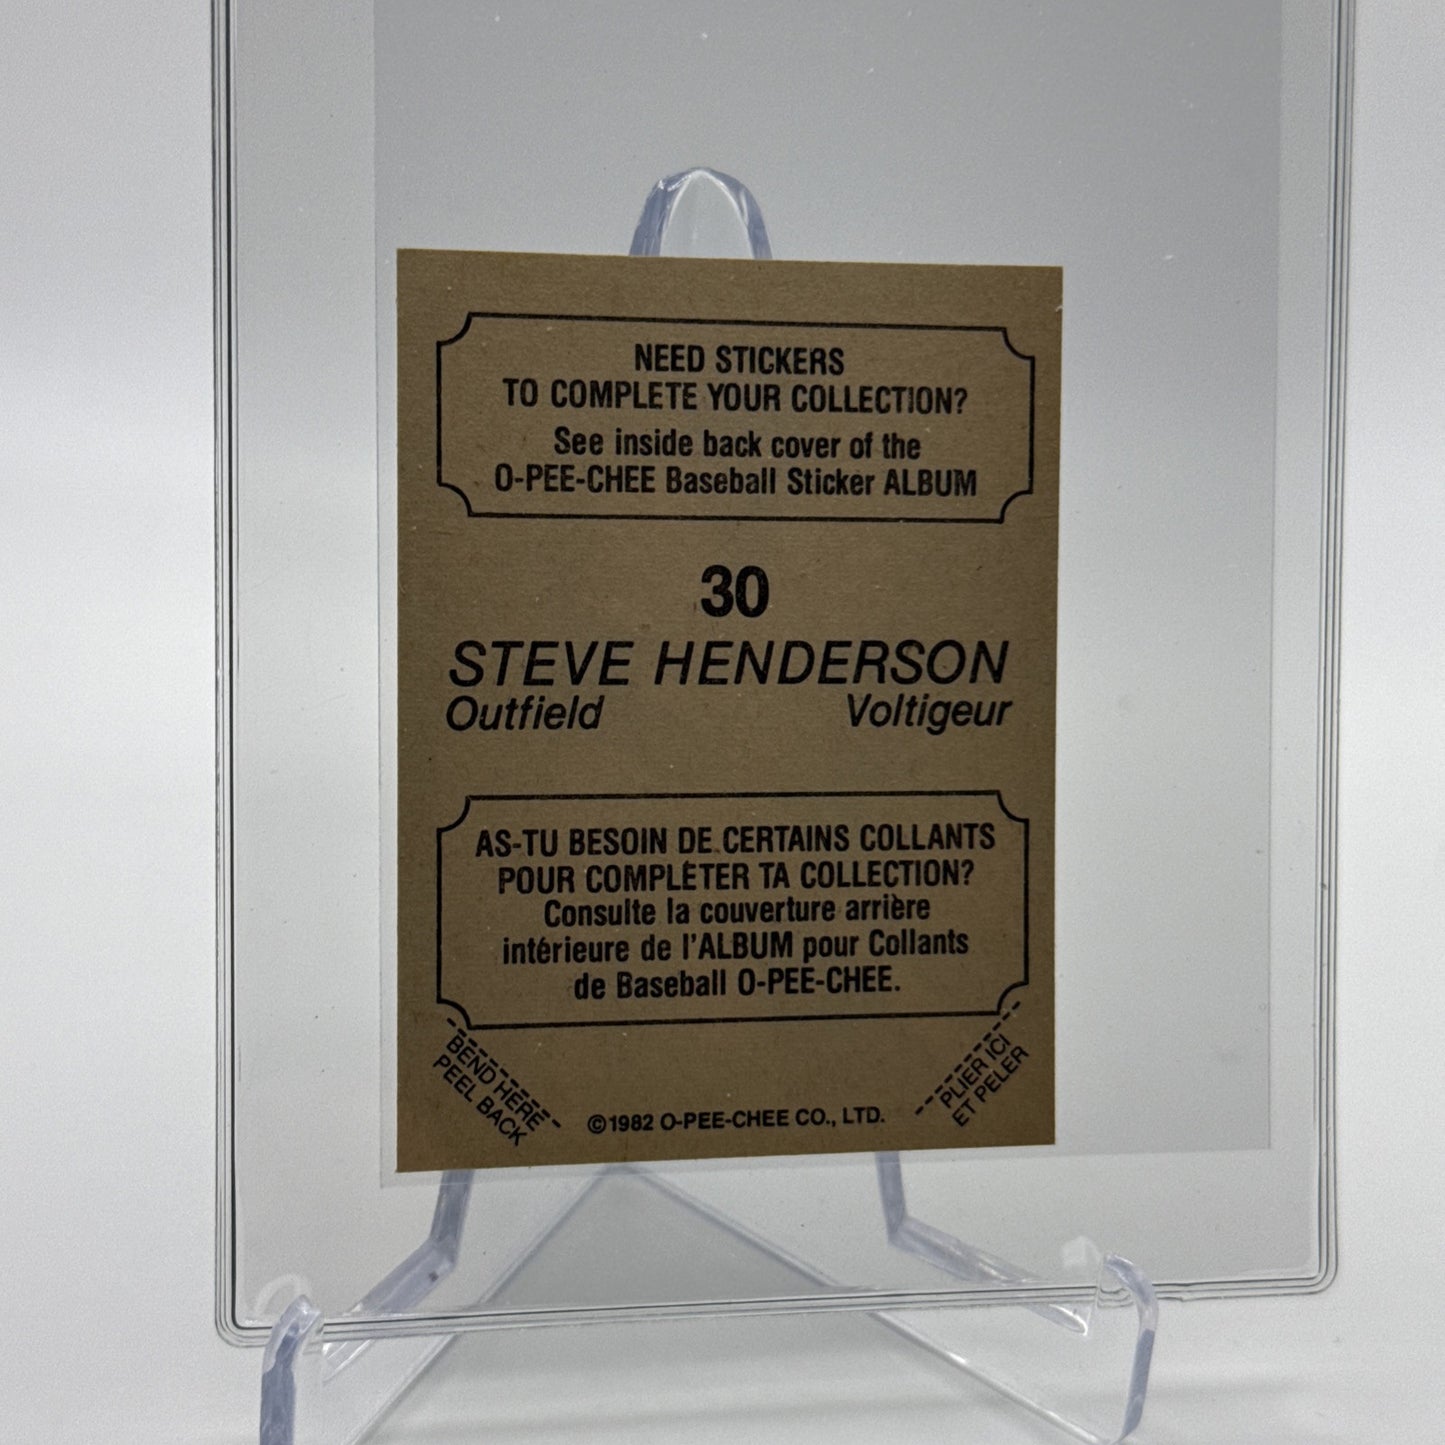 NEED STICKERS
TO COMPLETE YOUR COLLECTION?
See inside back cover of the
O-PEE-CHEE Baseball Sticker ALBUM
30
STEVE HENDERSON
Outfield Voltigeur
AS-TU BESOIN DE CERTAINS COLLANTS
POUR COMPLÉTER TA COLLECTION?
Consulte la couverture arrière
intérieure de l'ALBUM pour Collants
de Baseball O-PEE-CHEE.
BEND HERE
PEEL BACK
©1982 O-PEE-CHEE CO., LTD.
PLIER ICI
ET PELER